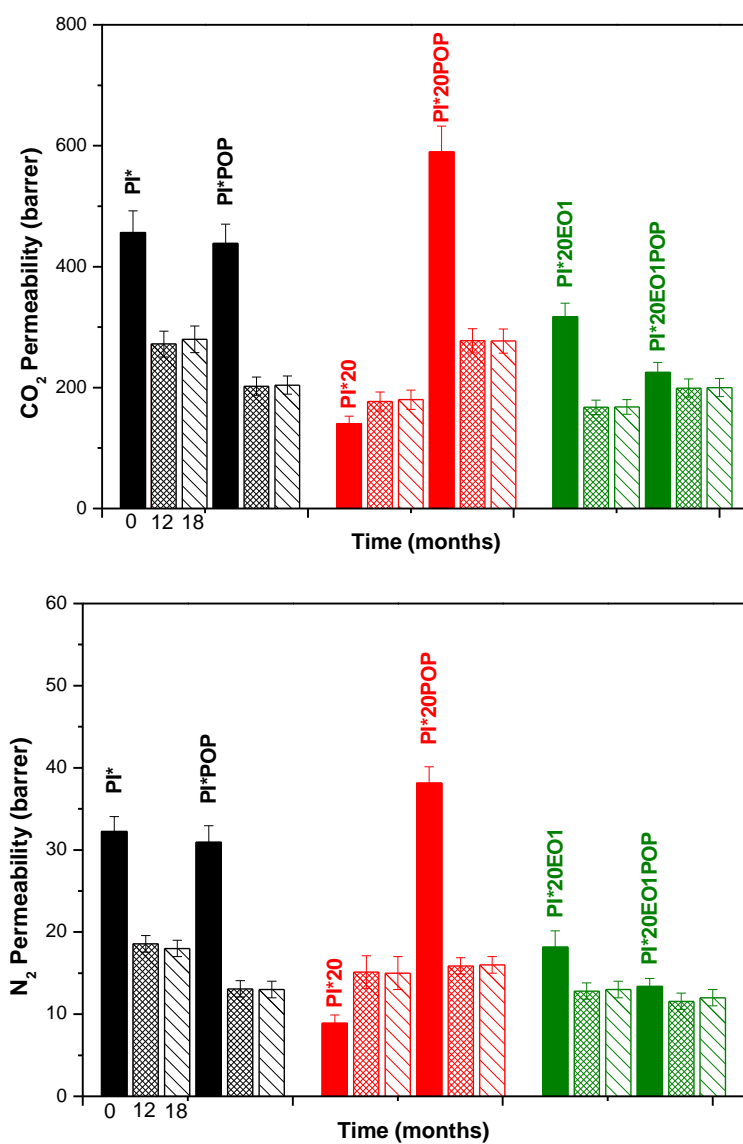 800
600
400
200
0
CO₂ Permeability (barrer)
PI*
PI*POP
PI*20
PI*20POP
PI*20EO1
PI*20EO1POP
0 12 18
Time (months)
60
50
40
30
20
10
0
N₂ Permeability (barrer)
PI*
PI*POP
PI*20
PI*20POP
PI*20EO1
PI*20EO1POP
0 12 18
Time (months)